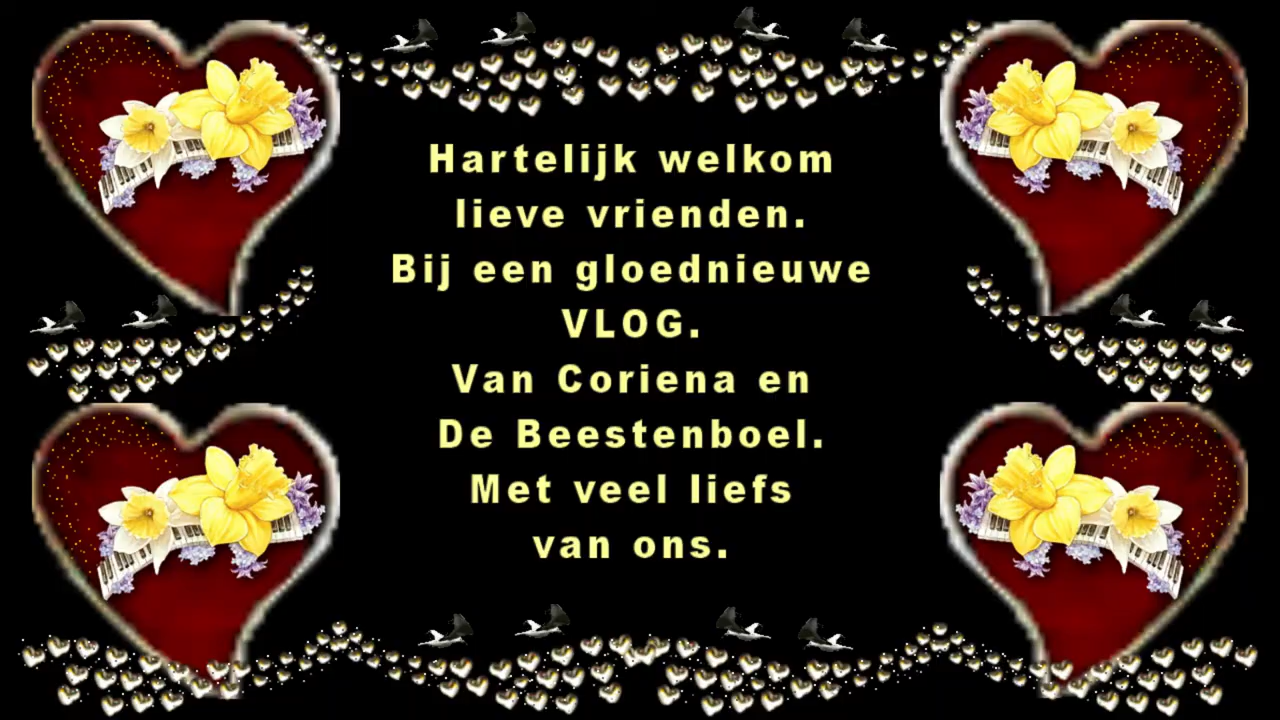 Hartelijk welkom
lieve vrienden.
Bij een gloednieuwe
VLOG.
Van Coriena en
De Beestenboel.
Met veel liefs
van ons.